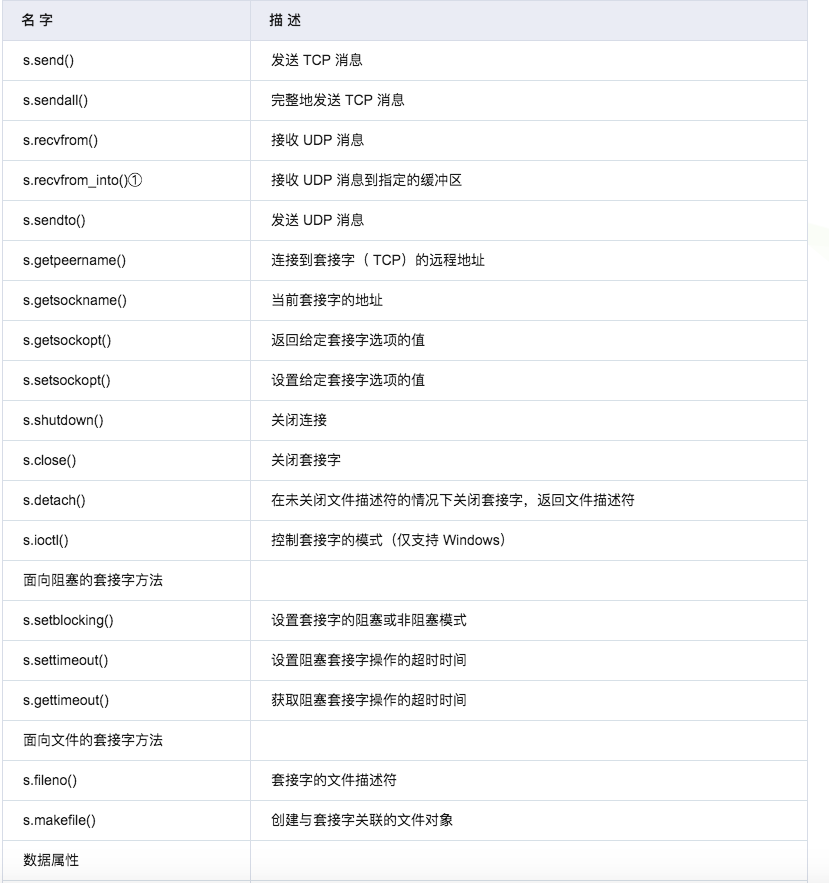 名 字 描 述
s.send() 发送 TCP 消息
s.sendall() 完整地发送 TCP 消息
s.recvfrom() 接收 UDP 消息
s.recvfrom_into()① 接收 UDP 消息到指定的缓冲区
s.sendto() 发送 UDP 消息
s.getpeername() 连接到套接字（ TCP）的远程地址
s.getsockname() 当前套接字的地址
s.getsockopt() 返回给定套接字选项的值
s.setsockopt() 设置给定套接字选项的值
s.shutdown() 关闭连接
s.close() 关闭套接字
s.detach() 在未关闭文件描述符的情况下关闭套接字，返回文件描述符
s.ioctl() 控制套接字的模式（仅支持 Windows）
面向阻塞的套接字方法
s.setblocking() 设置套接字的阻塞或非阻塞模式
s.settimeout() 设置阻塞套接字操作的超时时间
s.gettimeout() 获取阻塞套接字操作的超时时间
面向文件的套接字方法
s.fileno() 套接字的文件描述符
s.makefile() 创建与套接字关联的文件对象
数据属性